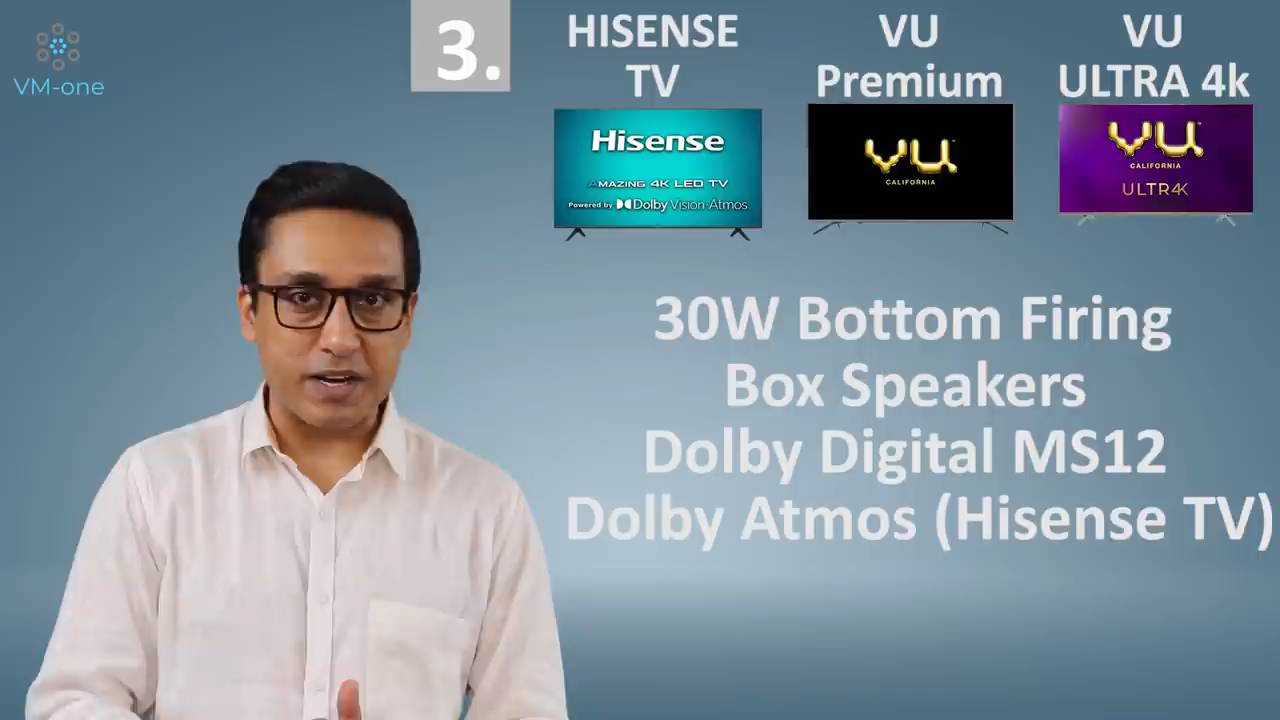 VM-one
3.
HISENSE
TV
VU
Premium
VU
ULTRA 4k
Hisense
AMAZING 4K LED TV
Powered by Dolby Vision·Atmos
VU
CALIFORNIA
VU
CALIFORNIA
ULTR4K
30W Bottom Firing
Box Speakers
Dolby Digital MS12
Dolby Atmos (Hisense TV)